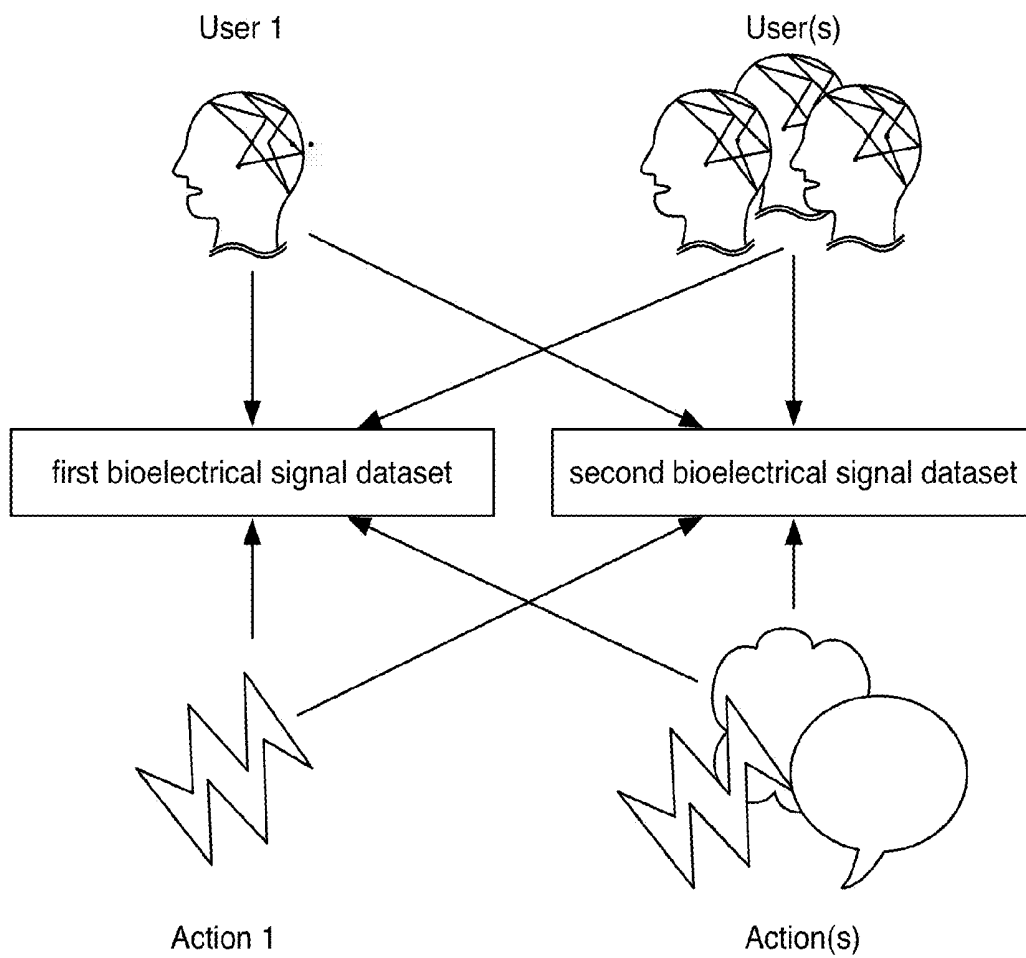 User 1
User(s)
first bioelectrical signal dataset
second bioelectrical signal dataset
Action 1
Action(s)